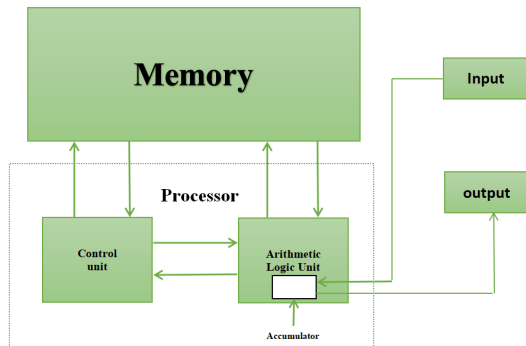 Memory
Input
Processor
output
Control
unit
Arithmetic
Logic Unit
Accumulator